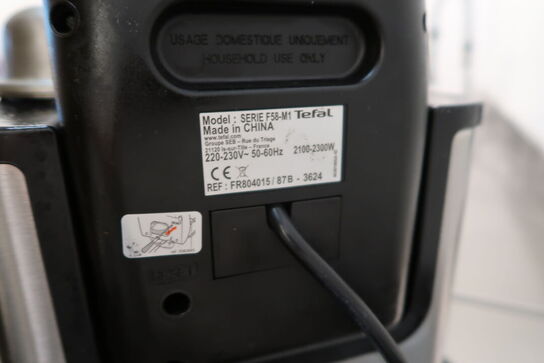 USAGE DOMESTIQUE UNIQUEMENT
HOUSEHOLD USE ONLY
Model : SERIE F58-M1 Tefal
Made in CHINA
www.tefal.com
Groupe SEB – Rue du Triage
21120 Is-sur-Tille – France
220-230V~ 50-60Hz 2100-2300W
CE
REF : FR804015 / 87B - 3624
RESET